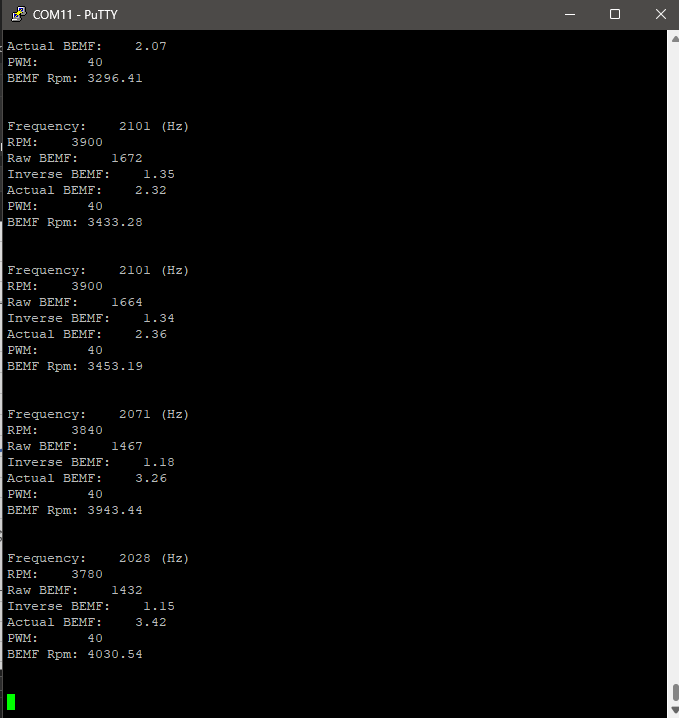 COM11 - PuTTY
Actual BEMF:    2.07
PWM:      40
BEMF Rpm: 3296.41
Frequency:    2101 (Hz)
RPM:    3900
Raw BEMF:    1672
Inverse BEMF:    1.35
Actual BEMF:    2.32
PWM:      40
BEMF Rpm: 3433.28
Frequency:    2101 (Hz)
RPM:    3900
Raw BEMF:    1664
Inverse BEMF:    1.34
Actual BEMF:    2.36
PWM:      40
BEMF Rpm: 3453.19
Frequency:    2071 (Hz)
RPM:    3840
Raw BEMF:    1467
Inverse BEMF:    1.18
Actual BEMF:    3.26
PWM:      40
BEMF Rpm: 3943.44
Frequency:    2028 (Hz)
RPM:    3780
Raw BEMF:    1432
Inverse BEMF:    1.15
Actual BEMF:    3.42
PWM:      40
BEMF Rpm: 4030.54